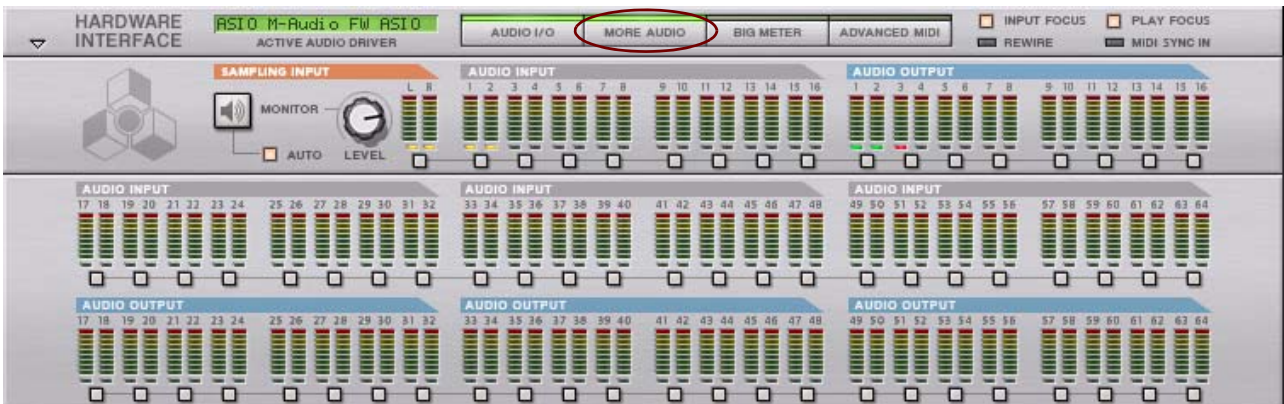 HARDWARE INTERFACE
ASIO M-Audio FW ASIO
ACTIVE AUDIO DRIVER
AUDIO I/O MORE AUDIO BIG METER ADVANCED MIDI
INPUT FOCUS PLAY FOCUS
REWIRE MIDI SYNC IN
SAMPLING INPUT AUDIO INPUT AUDIO OUTPUT
L R 1 2 3 4 5 6 7 8 9 10 11 12 13 14 15 16 1 2 3 4 5 6 7 8 9 10 11 12 13 14 15 16
MONITOR
AUTO LEVEL
AUDIO INPUT AUDIO INPUT AUDIO INPUT
17 18 19 20 21 22 23 24 25 26 27 28 29 30 31 32 33 34 35 36 37 38 39 40 41 42 43 44 45 46 47 48 49 50 51 52 53 54 55 56 57 58 59 60 61 62 63 64
AUDIO OUTPUT AUDIO OUTPUT AUDIO OUTPUT
17 18 19 20 21 22 23 24 25 26 27 28 29 30 31 32 33 34 35 36 37 38 39 40 41 42 43 44 45 46 47 48 49 50 51 52 53 54 55 56 57 58 59 60 61 62 63 64